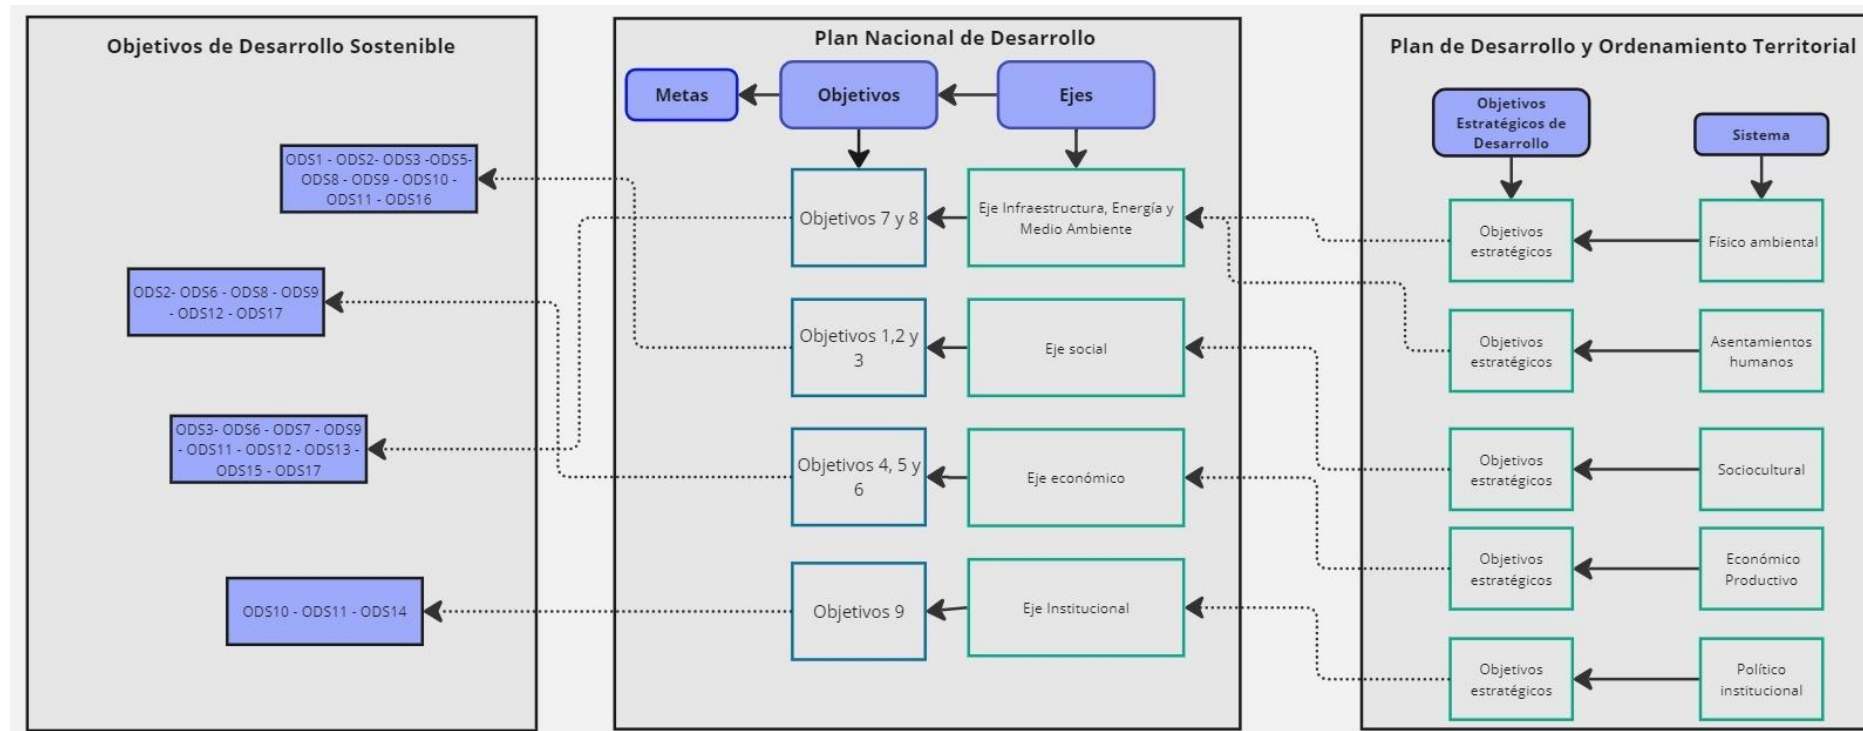 Objetivos de Desarrollo Sostenible
ODS1 - ODS2- ODS3 -ODS5-
ODS8 - ODS9 - ODS10 -
ODS11 - ODS16
ODS2- ODS6 - ODS8 - ODS9
- ODS12 - ODS17
ODS3- ODS6 - ODS7 - ODS9
- ODS11 - ODS12 - ODS13 -
ODS15 - ODS17
ODS10 - ODS11 - ODS14
Plan Nacional de Desarrollo
Metas
Objetivos
Ejes
Objetivos 7 y 8
Eje Infraestructura, Energía y
Medio Ambiente
Objetivos 1,2 y
3
Eje social
Objetivos 4, 5 y
6
Eje económico
Objetivos 9
Eje Institucional
Plan de Desarrollo y Ordenamiento Territorial
Objetivos
Estratégicos de
Desarrollo
Sistema
Objetivos
estratégicos
Físico ambiental
Objetivos
estratégicos
Asentamientos
humanos
Objetivos
estratégicos
Sociocultural
Objetivos
estratégicos
Económico
Productivo
Objetivos
estratégicos
Político
institucional